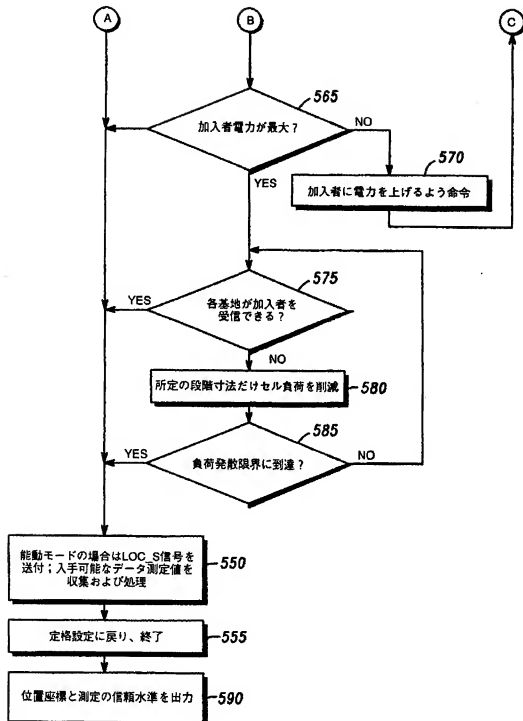 A
B
C
565
加入者電力が最大?
NO
570
YES
加入者に電力を上げるよう命令
575
YES
各基地が加入者を
受信できる?
NO
所定の段階寸法だけセル負荷を削減
580
585
YES
負荷発散限界に到達?
NO
能動モードの場合はLOC_S信号を
送付;入手可能なデータ測定値を
収集および処理
550
定格設定に戻り、終了
555
位置座標と測定の信頼水準を出力
590